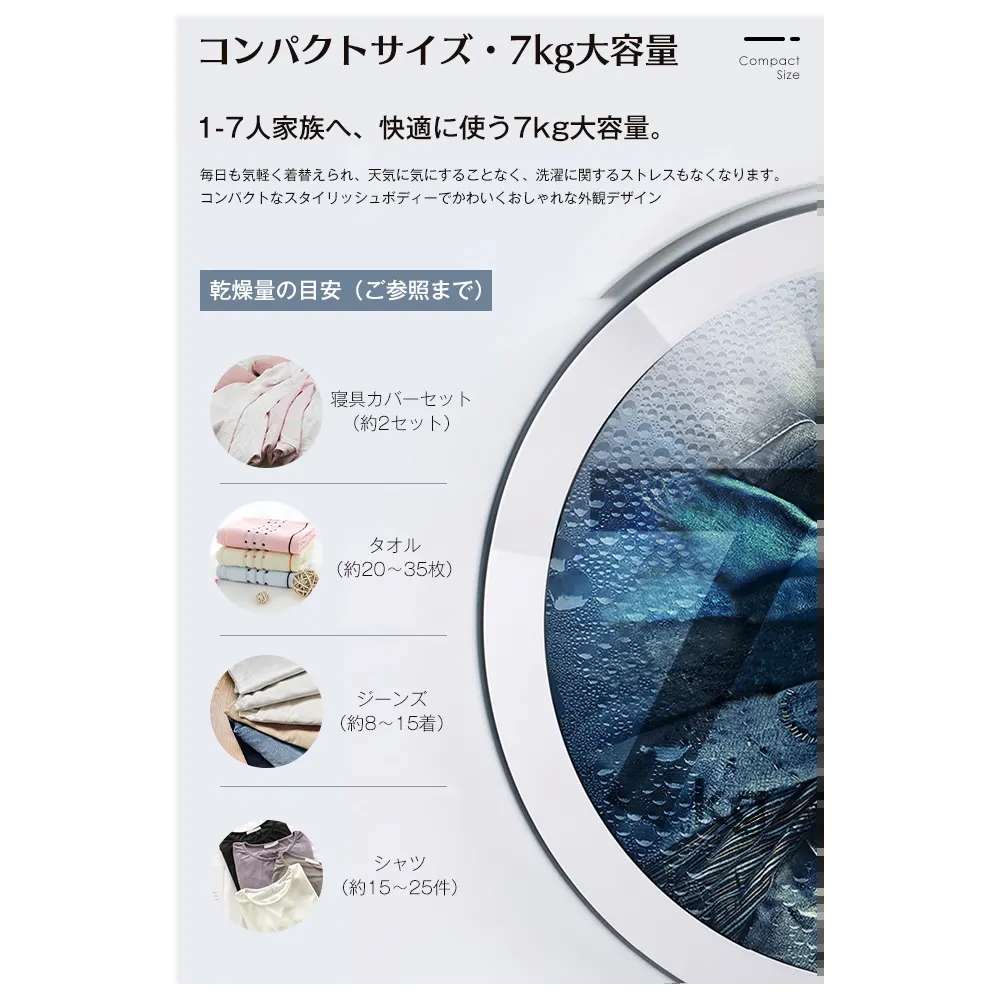 コンパクトサイズ・7kg大容量
Compact
Size
1-7人家族へ、快適に使う7kg大容量。
毎日も気軽く着替えられ、天気に気にすることなく、洗濯に関するストレスもなくなります。
コンパクトなスタイリッシュボディーでかわいくおしゃれな外観デザイン
乾燥量の目安（ご参照まで）
寝具カバーセット
（約2セット）
タオル
（約20～35枚）
ジーンズ
（約8～15着）
シャツ
（約15～25件）